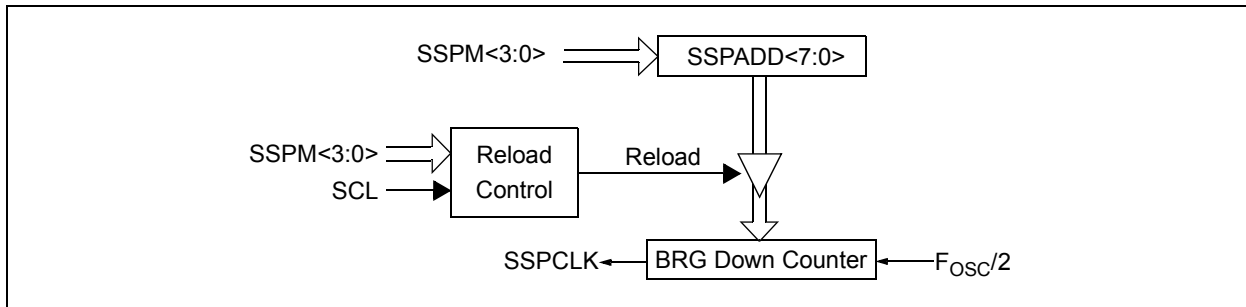 SSPM<3:0>
SSPADD<7:0>
SSPM<3:0>
SCL
Reload
Control
Reload
SSPCLK
BRG Down Counter
FOSC/2